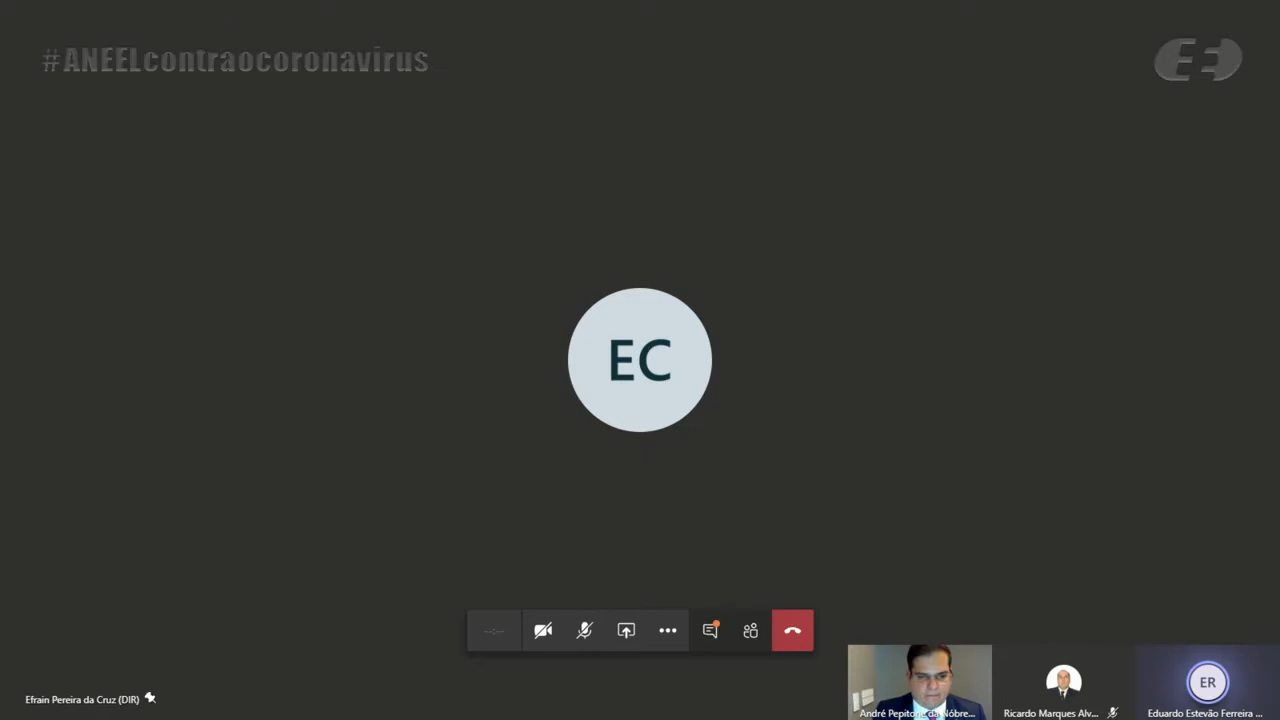 #ANEELcontraocoronavirus
EC
--:--
ER
Efrain Pereira da Cruz (DIR)
André Pepitone da Nóbre...
Ricardo Marques Alv...
Eduardo Estevão Ferreira ...